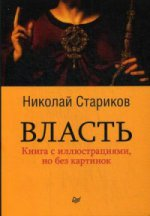 Николай Стариков
ВЛАСТЬ
Книга с иллюстрациями,
но без картинок